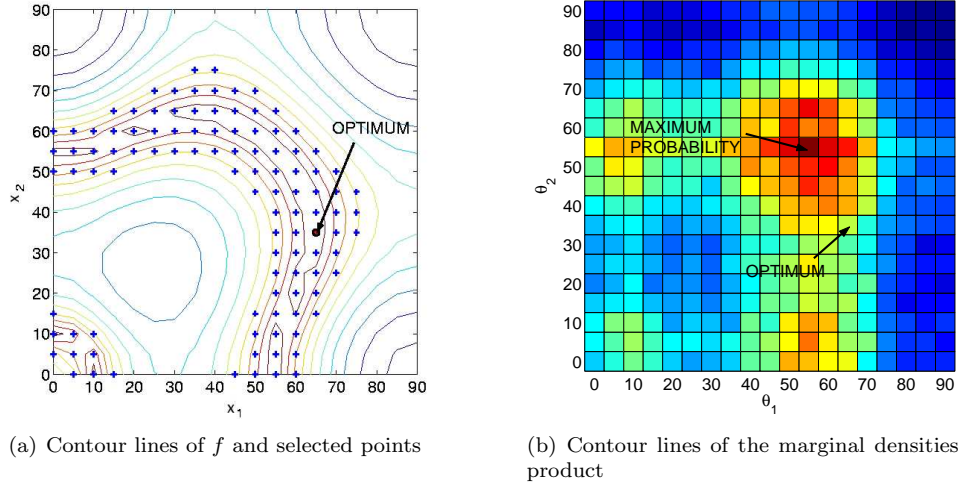 90
80
70
60
50
40
30
20
10
0
x2
OPTIMUM
0 10 20 30 40 50 60 70 80 90
x1
(a) Contour lines of f and selected points
90
80
70
60
50
40
30
20
10
0
θ2
MAXIMUM
PROBABILITY
OPTIMUM
0 10 20 30 40 50 60 70 80 90
θ1
(b) Contour lines of the marginal densities
product